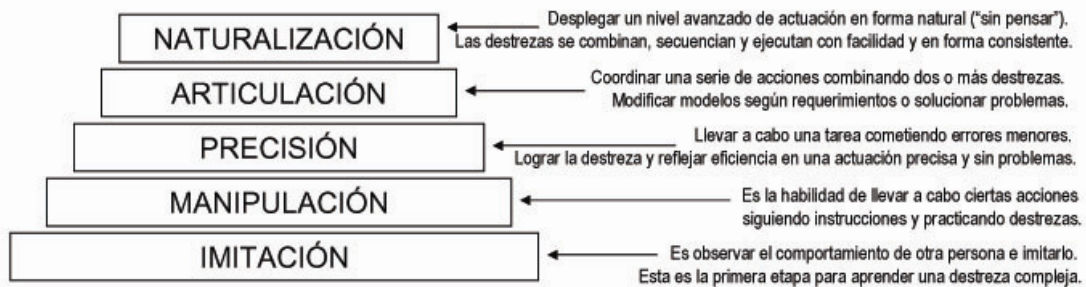 NATURALIZACIÓN
Desplegar un nivel avanzado de actuación en forma natural (“sin pensar”).
Las destrezas se combinan, secuencian y ejecutan con facilidad y en forma consistente.
ARTICULACIÓN
Coordinar una serie de acciones combinando dos o más destrezas.
Modificar modelos según requerimientos o solucionar problemas.
PRECISIÓN
Llevar a cabo una tarea cometiendo errores menores.
Lograr la destreza y reflejar eficiencia en una actuación precisa y sin problemas.
MANIPULACIÓN
Es la habilidad de llevar a cabo ciertas acciones
siguiendo instrucciones y practicando destrezas.
IMITACIÓN
Es observar el comportamiento de otra persona e imitarlo.
Esta es la primera etapa para aprender una destreza compleja.